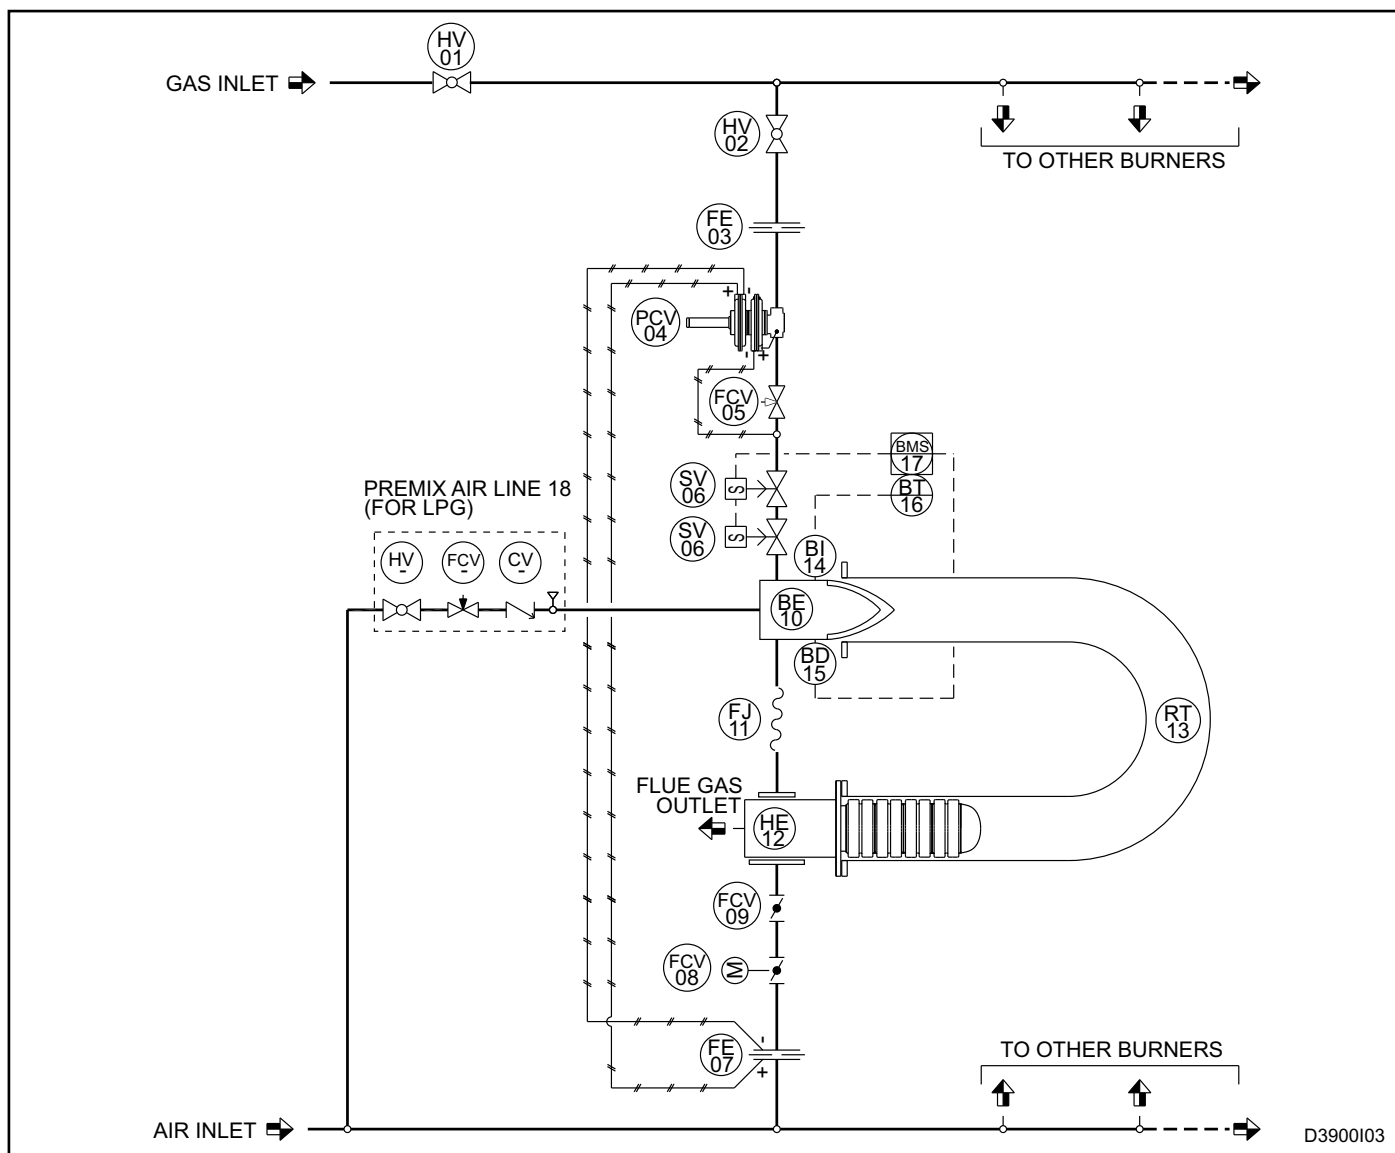 HV
01
GAS INLET
HV
02
TO OTHER BURNERS
FE
03
+ -
PCV
04
- +
FCV
05
BMS
17
SV
06
S
BT
16
PREMIX AIR LINE 18
(FOR LPG)
SV
06
S
HV
-
FCV
-
CV
-
BI
14
BE
10
BD
15
FJ
11
RT
13
FLUE GAS
OUTLET
HE
12
FCV
09
FCV
08
M
-
FE
07
+
TO OTHER BURNERS
AIR INLET
D3900I03